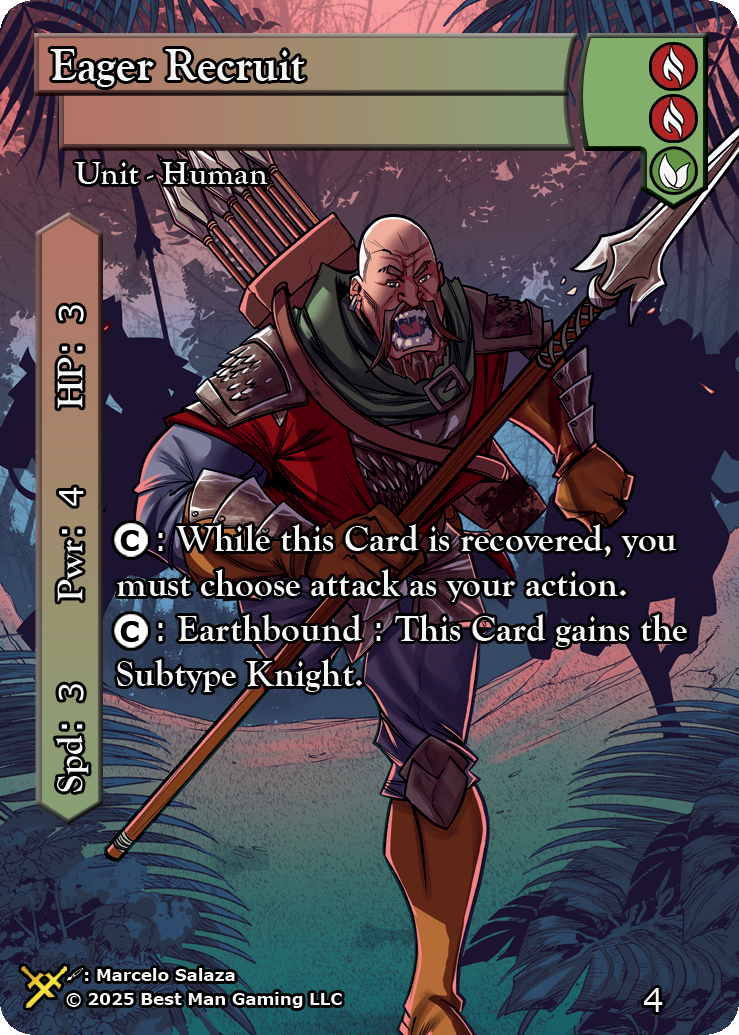 Eager Recruit
Unit - Human
HP: 3
Pwr: 4
Spd: 3
C : While this Card is recovered, you
must choose attack as your action.
C : Earthbound : This Card gains the
Subtype Knight.
: Marcelo Salaza
© 2025 Best Man Gaming LLC
4